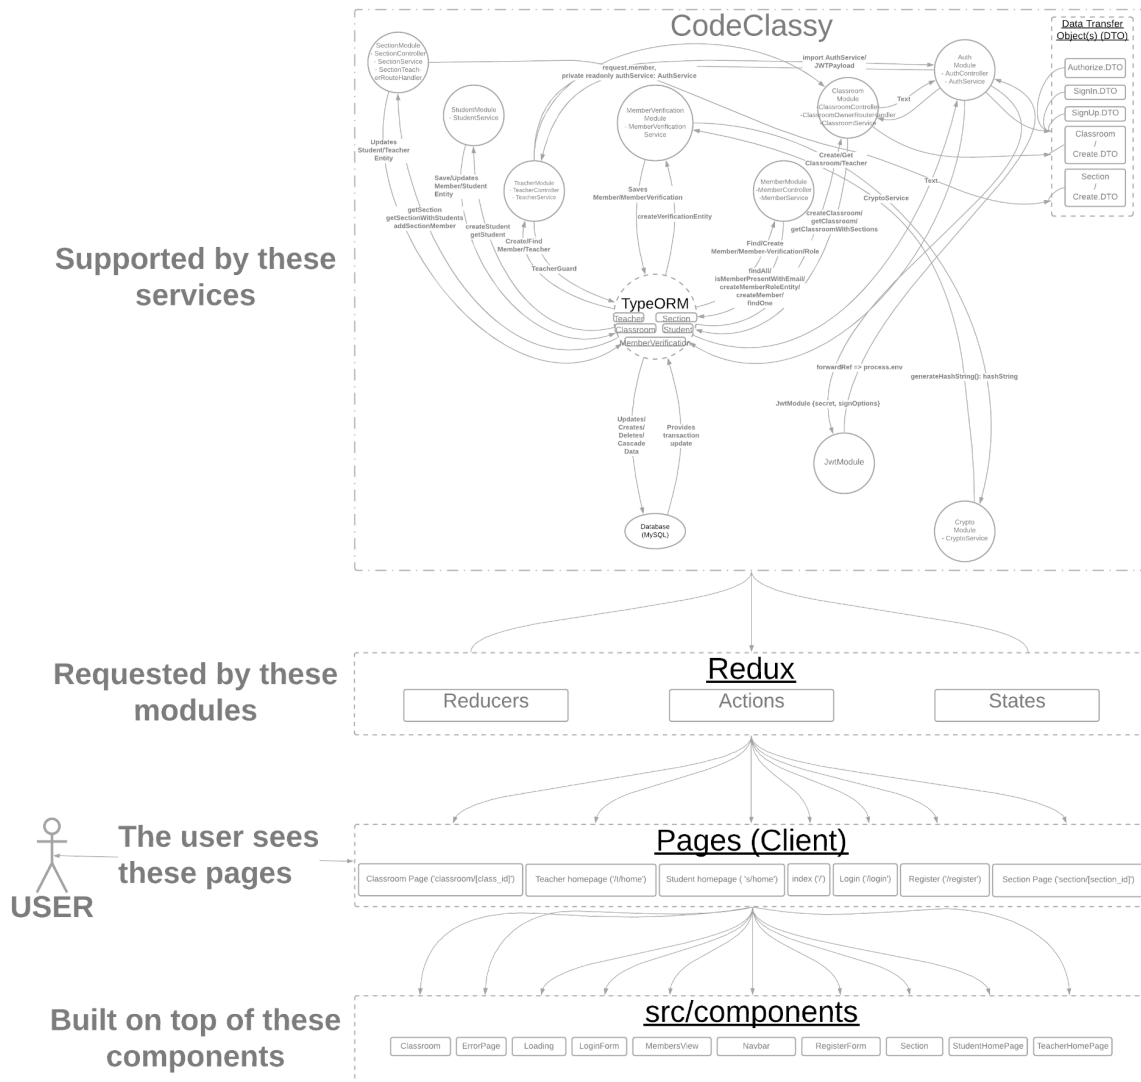 CodeClassy
Data Transfer
Object(s) (DTO)
Authorize.DTO
SignIn.DTO
SignUp.DTO
Classroom
/
Create.DTO
Section
/
Create.DTO
SectionModule
- SectionController
- SectionService
- SectionTeach
erRouteHandler
StudentModule
- StudentService
TeacherModule
- TeacherController
- TeacherService
MemberVerification
Module
- MemberVerification
Service
MemberModule
-MemberController
-MemberService
Classroom
Module
-ClassroomController
-ClassroomOwnerRouteHandler
-ClassroomService
Auth
Module
- AuthController
- AuthService
request.member,
private readonly authService: AuthService
import AuthService/
JWTPayload
Text
Updates
Student/Teacher
Entity
Save/Updates
Member/Student
Entity
getSection
getSectionWithStudents
addSectionMember
createStudent
getStudent
Create/Find
Member/Teacher
TeacherGuard
Saves
Member/MemberVerification
createVerificationEntity
Create/Get
Classroom/Teacher
CryptoService
Text
createClassroom/
getClassroom/
getClassroomWithSections
Find/Create
Member/Member-Verification/Role
findAll/
isMemberPresentWithEmail/
createMemberRoleEntity/
createMember/
findOne
TypeORM
Teacher
Section
Classroom
Student
MemberVerification
forwardRef => process.env
generateHashString(): hashString
JwtModule {secret, signOptions}
Updates/
Creates/
Deletes/
Cascade
Data
Provides
transaction
update
JwtModule
Database
(MySQL)
Crypto
Module
- CryptoService
Supported by these
services
Requested by these
modules
Redux
Reducers
Actions
States
The user sees
these pages
USER
Pages (Client)
Classroom Page ('classroom/[class_id]')
Teacher homepage ('/t/home')
Student homepage ( 's/home')
index ('/')
Login ('/login')
Register ('/register')
Section Page ('section/[section_id]')
Built on top of these
components
src/components
Classroom
ErrorPage
Loading
LoginForm
MembersView
Navbar
RegisterForm
Section
StudentHomePage
TeacherHomePage